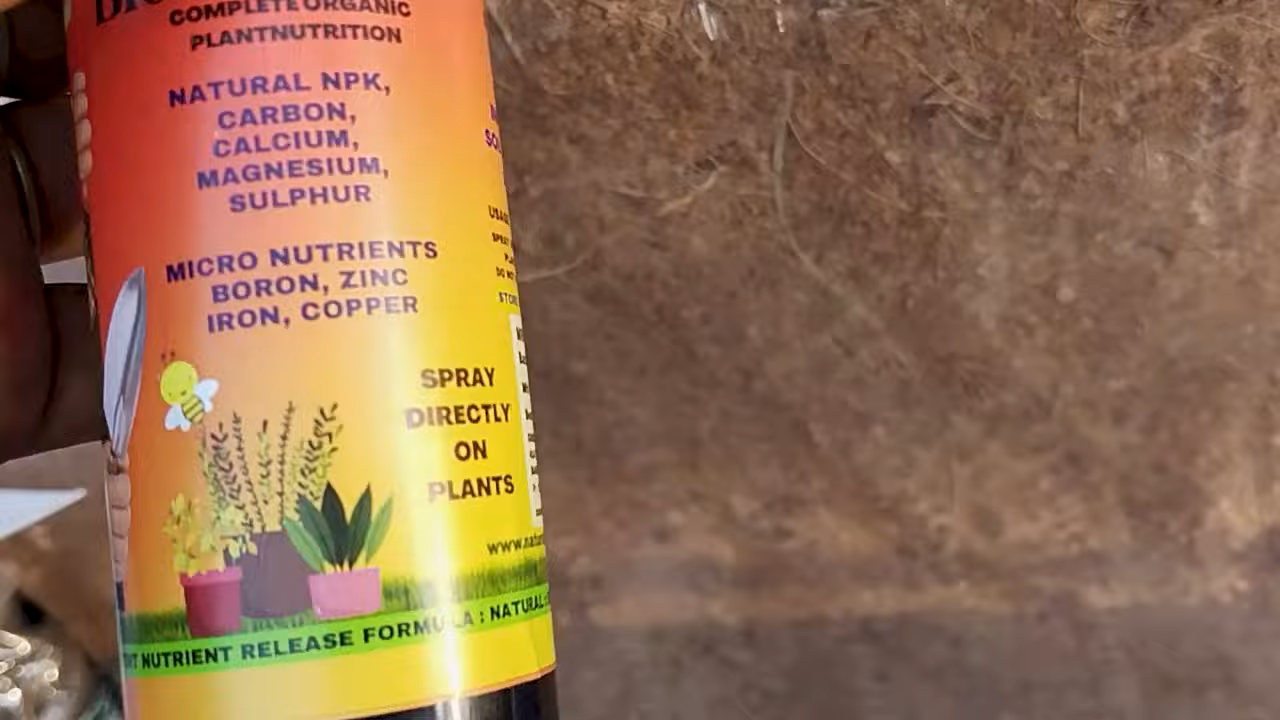 COMPLETE ORGANIC
PLANTNUTRITION
NATURAL NPK,
CARBON,
CALCIUM,
MAGNESIUM,
SULPHUR
MICRO NUTRIENTS
BORON, ZINC
IRON, COPPER
SPRAY
DIRECTLY
ON
PLANTS
NUTRIENT RELEASE FORMULA : NATURAL